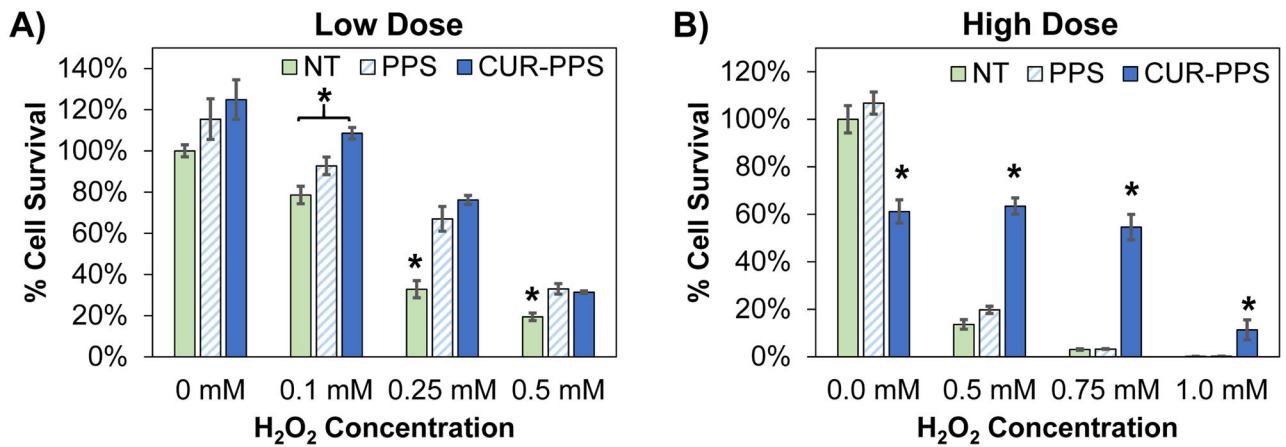 A)
Low Dose
140%
120%
100%
80%
60%
40%
20%
0%
% Cell Survival
NT PPS CUR-PPS
*
*
*
0 mM 0.1 mM 0.25 mM 0.5 mM
H₂O₂ Concentration
B)
High Dose
120%
100%
80%
60%
40%
20%
0%
% Cell Survival
NT PPS CUR-PPS
*
*
*
*
0.0 mM 0.5 mM 0.75 mM 1.0 mM
H₂O₂ Concentration